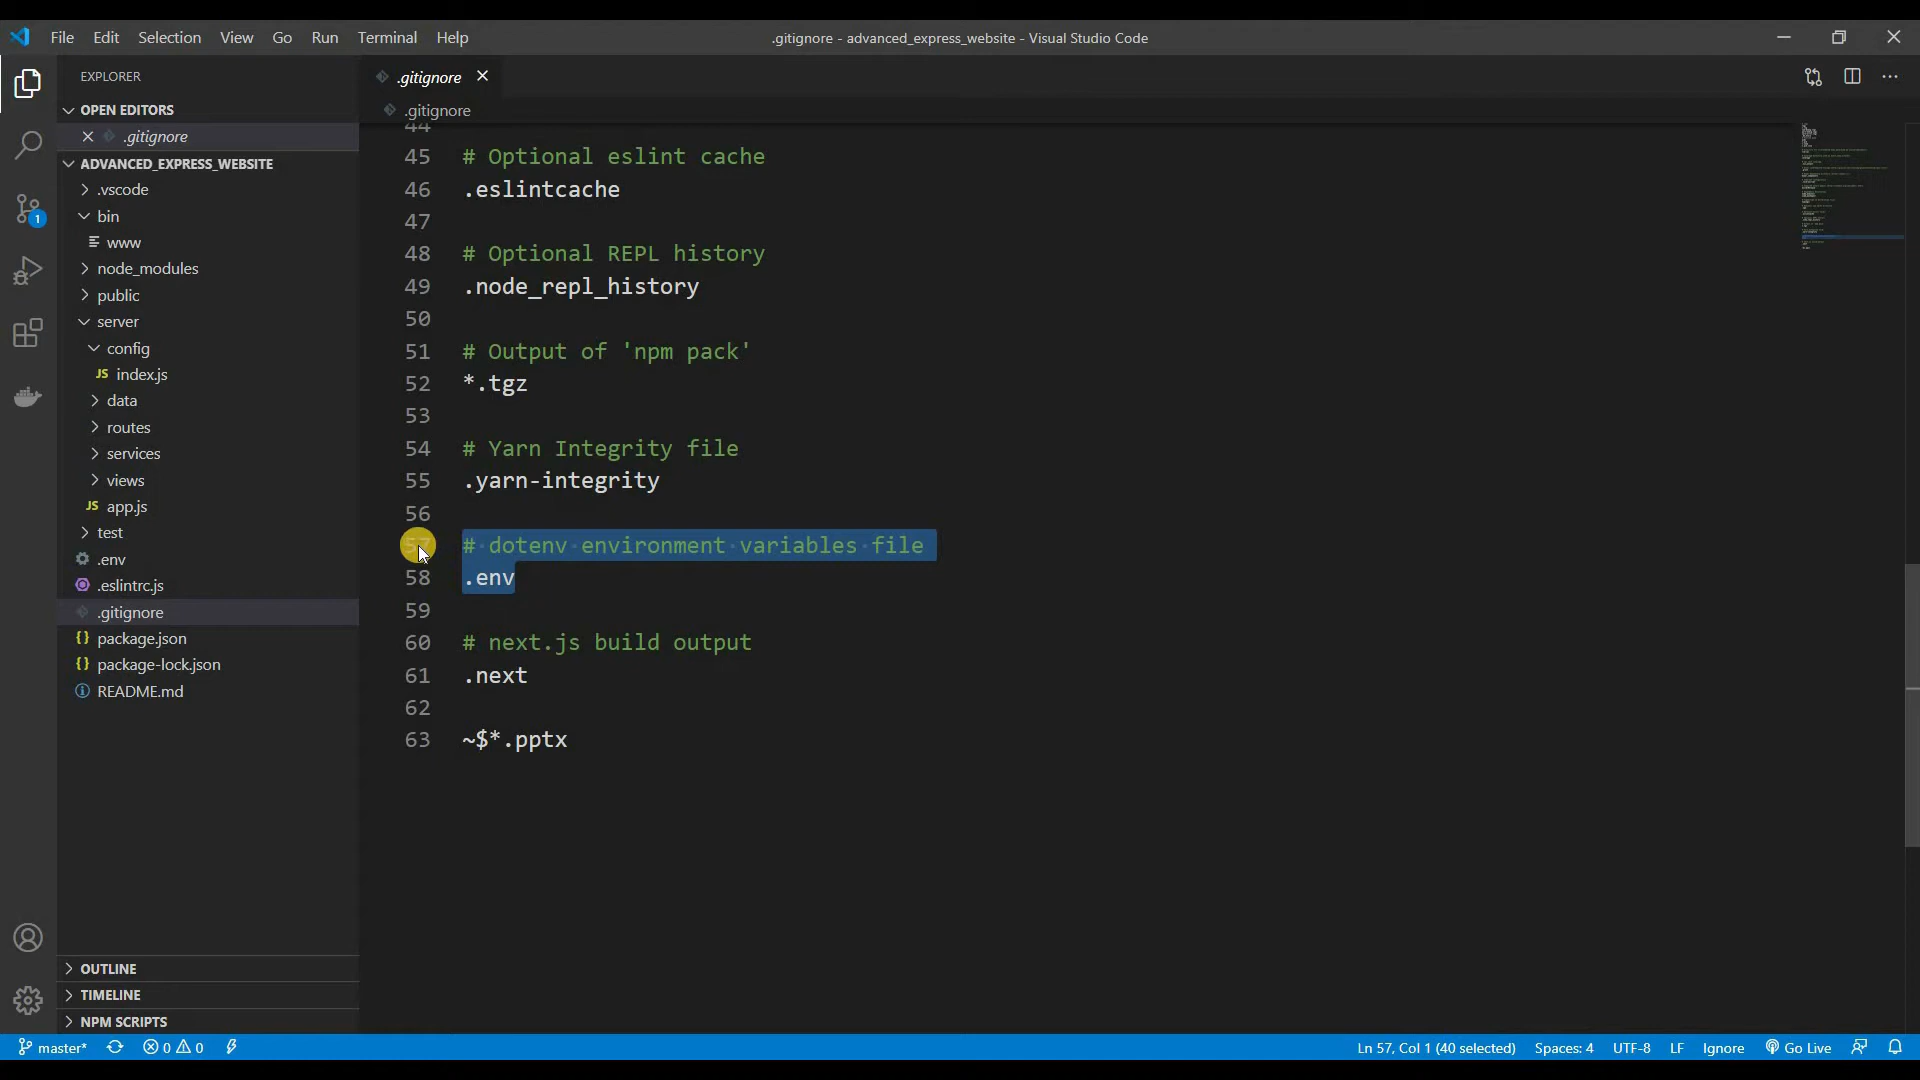 File Edit Selection View Go Run Terminal Help
.gitignore - advanced_express_website - Visual Studio Code
EXPLORER
OPEN EDITORS
.gitignore
ADVANCED_EXPRESS_WEBSITE
.vscode
bin
www
node_modules
public
server
config
JS index.js
data
routes
services
views
JS app.js
test
.env
.eslintrc.js
.gitignore
{} package.json
{} package-lock.json
README.md
OUTLINE
TIMELINE
NPM SCRIPTS
1
.gitignore
.gitignore
44
45 # Optional eslint cache
46 .eslintcache
47
48 # Optional REPL history
49 .node_repl_history
50
51 # Output of 'npm pack'
52 *.tgz
53
54 # Yarn Integrity file
55 .yarn-integrity
56
57 # dotenv environment variables file
58 .env
59
60 # next.js build output
61 .next
62
63 ~$*.pptx
master* 0 0
Ln 57, Col 1 (40 selected) Spaces: 4 UTF-8 LF Ignore Go Live